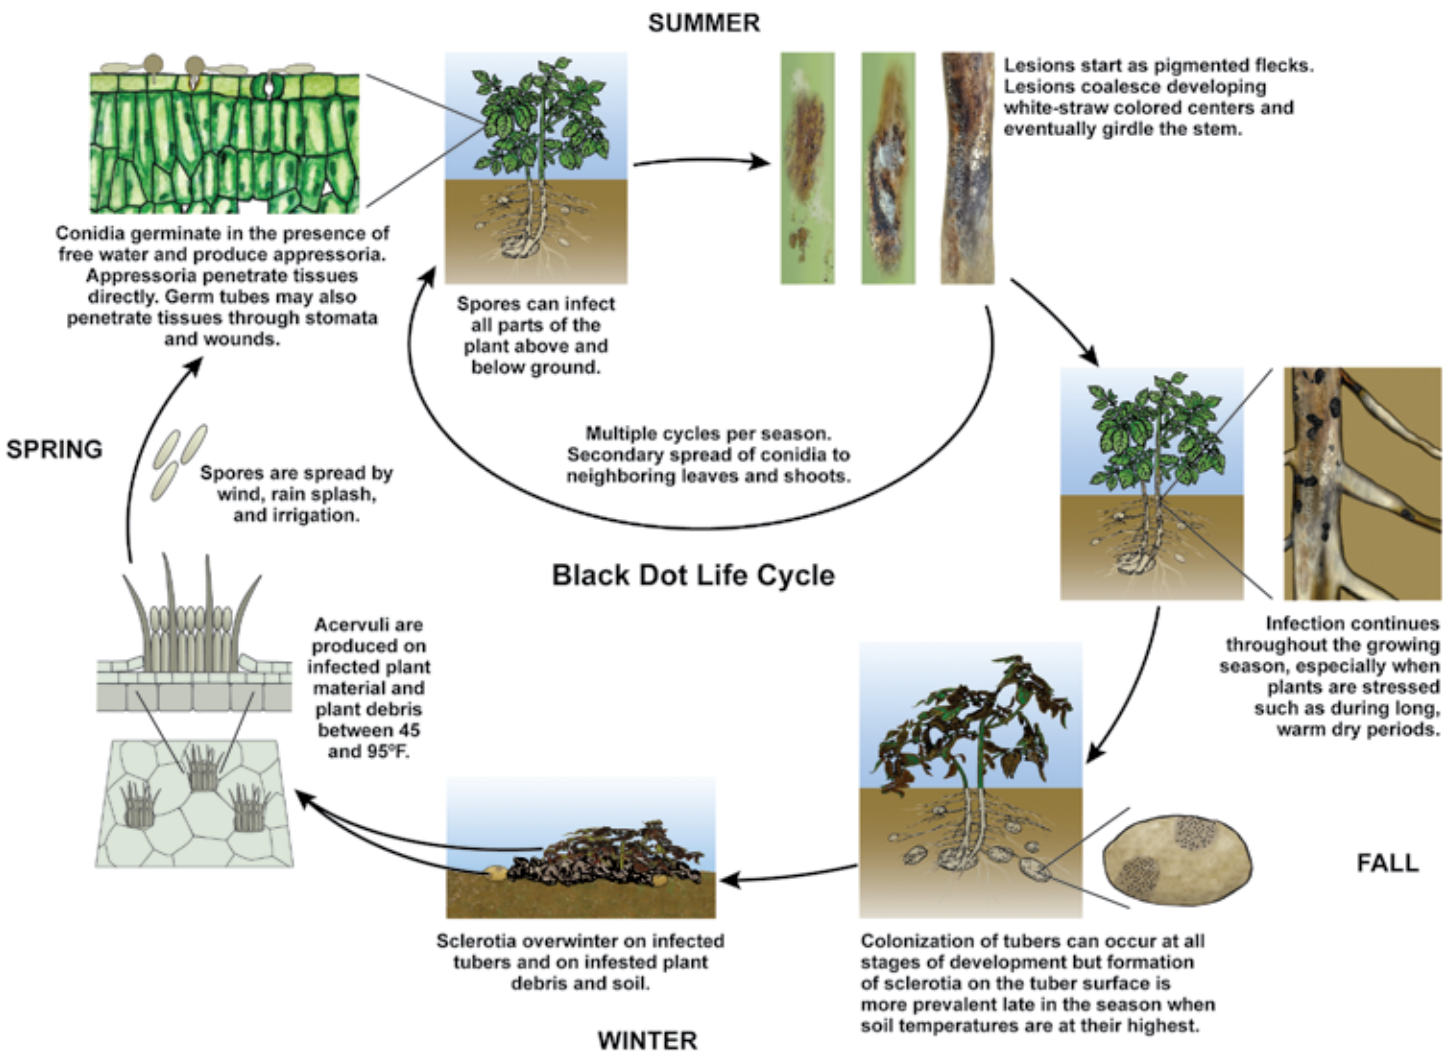 SUMMER
Lesions start as pigmented flecks.
Lesions coalesce developing
white-straw colored centers and
eventually girdle the stem.
Conidia germinate in the presence of
free water and produce appressoria.
Appressoria penetrate tissues
directly. Germ tubes may also
penetrate tissues through stomata
and wounds.
Spores can infect
all parts of the
plant above and
below ground.
Multiple cycles per season.
Secondary spread of conidia to
neighboring leaves and shoots.
SPRING
Spores are spread by
wind, rain splash,
and irrigation.
Black Dot Life Cycle
Acervuli are
produced on
infected plant
material and
plant debris
between 45
and 95ºF.
Infection continues
throughout the growing
season, especially when
plants are stressed
such as during long,
warm dry periods.
FALL
Sclerotia overwinter on infected
tubers and on infested plant
debris and soil.
Colonization of tubers can occur at all
stages of development but formation
of sclerotia on the tuber surface is
more prevalent late in the season when
soil temperatures are at their highest.
WINTER